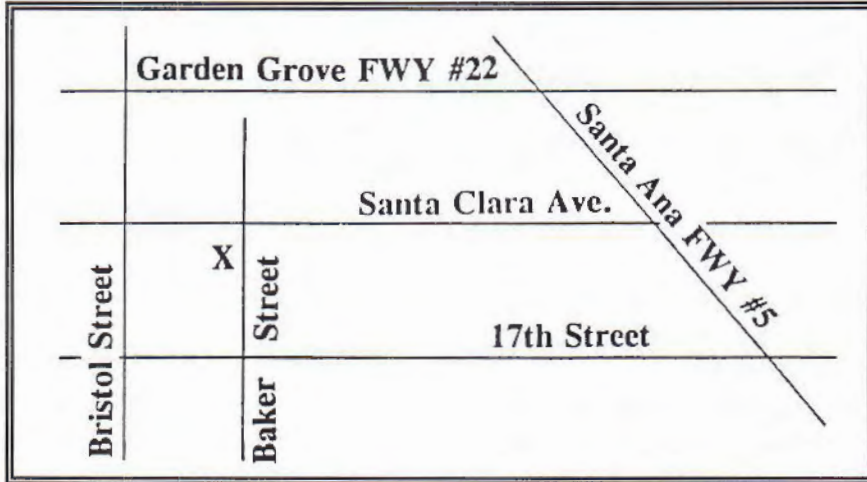 Garden Grove FWY #22
Santa Ana FWY #5
Santa Clara Ave.
X
Bristol Street
Baker Street
17th Street